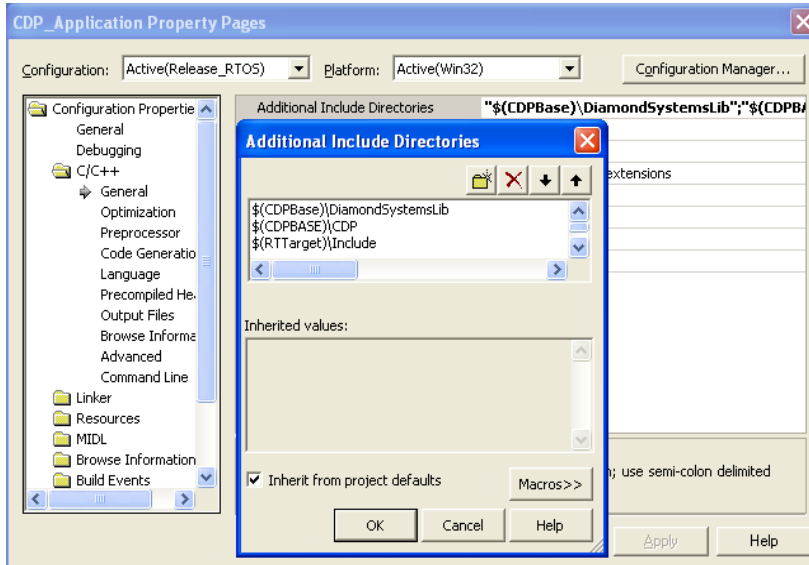 CDP_Application Property Pages
Configuration: Active(Release_RTOS) Platform: Active(Win32) Configuration Manager...
Configuration Propertie
General
Debugging
C/C++
General
Optimization
Preprocessor
Code Generatio
Language
Precompiled He
Output Files
Browse Informa
Advanced
Command Line
Linker
Resources
MIDL
Browse Information
Build Events
Additional Include Directories "$(CDPBase)\DiamondSystemsLib";"$(CDPBA
extensions
Additional Include Directories
$(CDPBase)\DiamondSystemsLib
$(CDPBASE)\CDP
$(RTTarget)\Include
Inherited values:
Inherit from project defaults
Macros>>
OK Cancel Help
; use semi-colon delimited
Apply Help